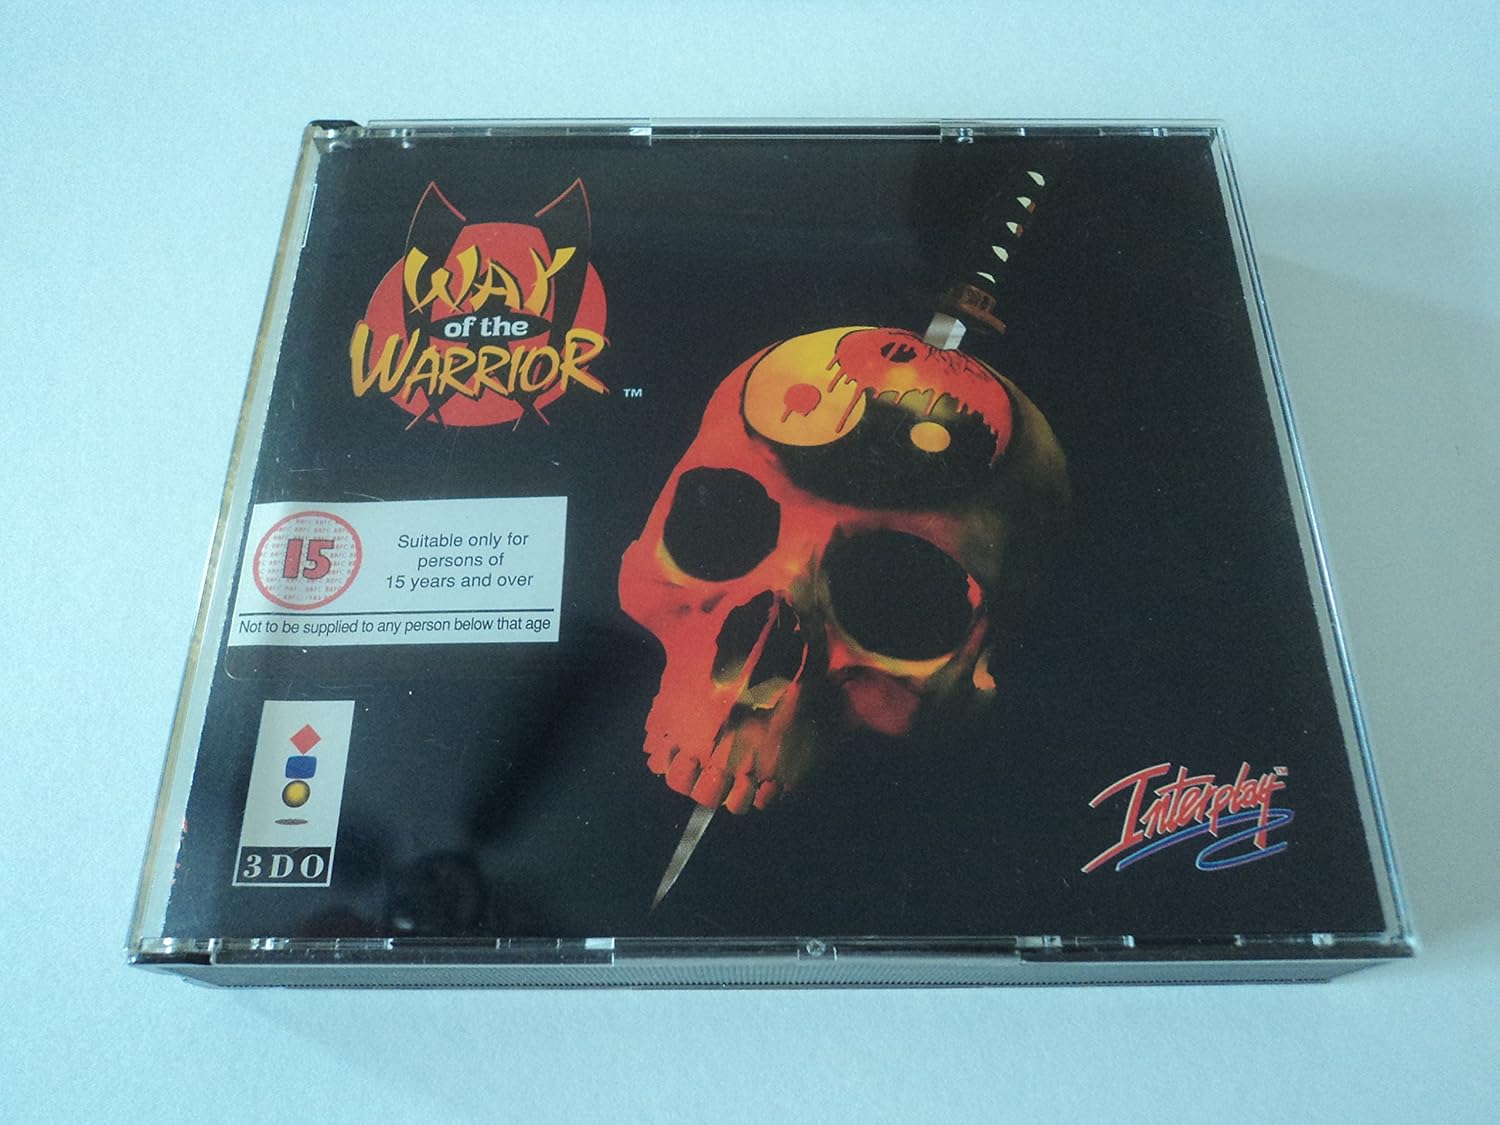 WAY
of the
WARRIOR
TM
15
Suitable only for
persons of
15 years and over
Not to be supplied to any person below that age
3DO
Interplay TM